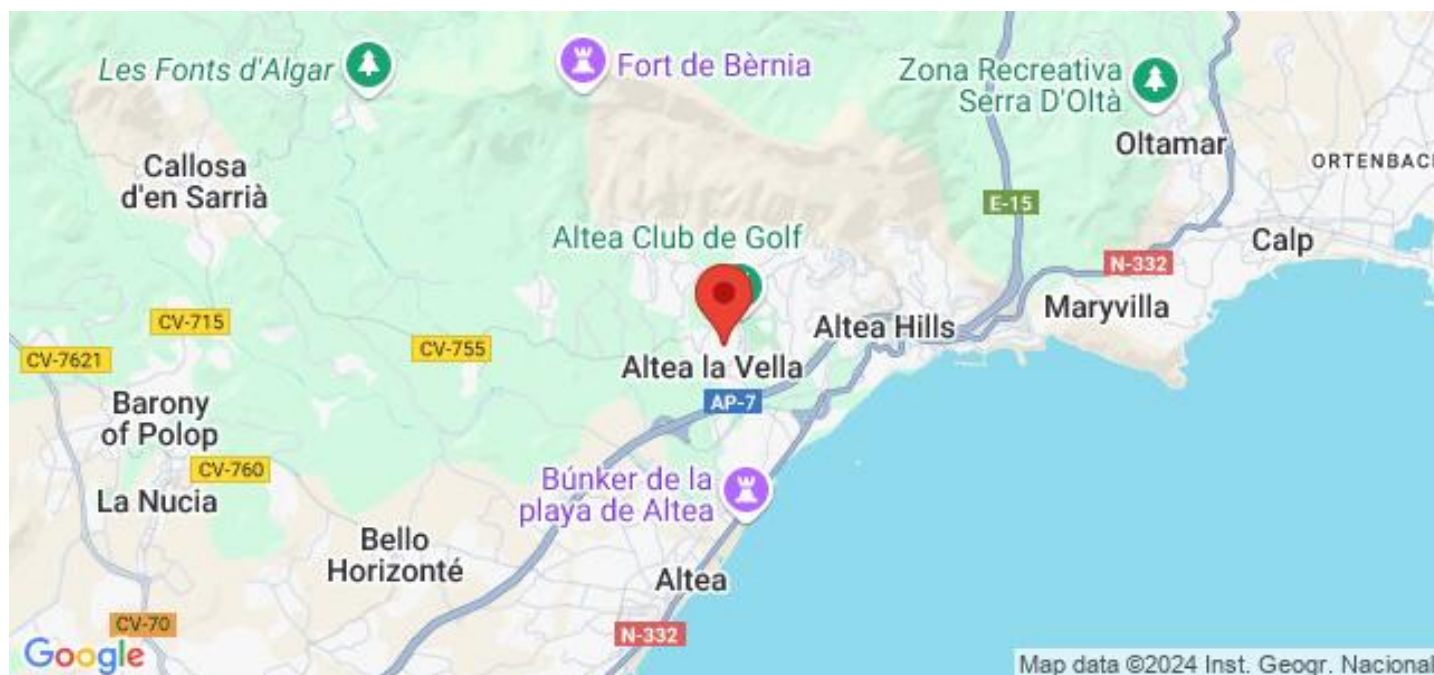 Les Fonts d'Algar
Fort de Bèrnia
Zona Recreativa
Serra D'Oltà
Oltamar
ORTENBACH
Callosa
d'en Sarrià
E-15
Altea Club de Golf
Calp
N-332
Maryvilla
CV-715
Altea Hills
CV-755
CV-7621
Altea la Vella
AP-7
Barony
of Polop
CV-760
La Nucia
Búnker de la
playa de Altea
Bello
Horizonté
Altea
CV-70
N-332
Google
Map data ©2024 Inst. Geogr. Nacional